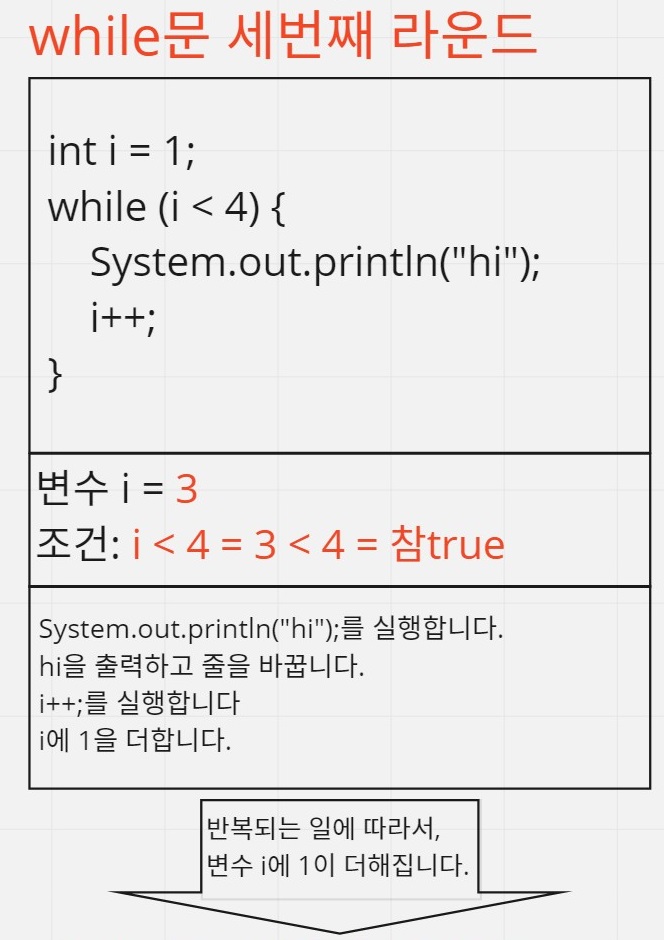 while문 세번째 라운드
int i = 1;
while (i < 4) {
System.out.println("hi");
i++;
}
변수 i = 3
조건: i < 4 = 3 < 4 = 참true
System.out.println("hi");를 실행합니다.
hi을 출력하고 줄을 바꿉니다.
i++;를 실행합니다
i에 1을 더합니다.
반복되는 일에 따라서,
변수 i에 1이 더해집니다.